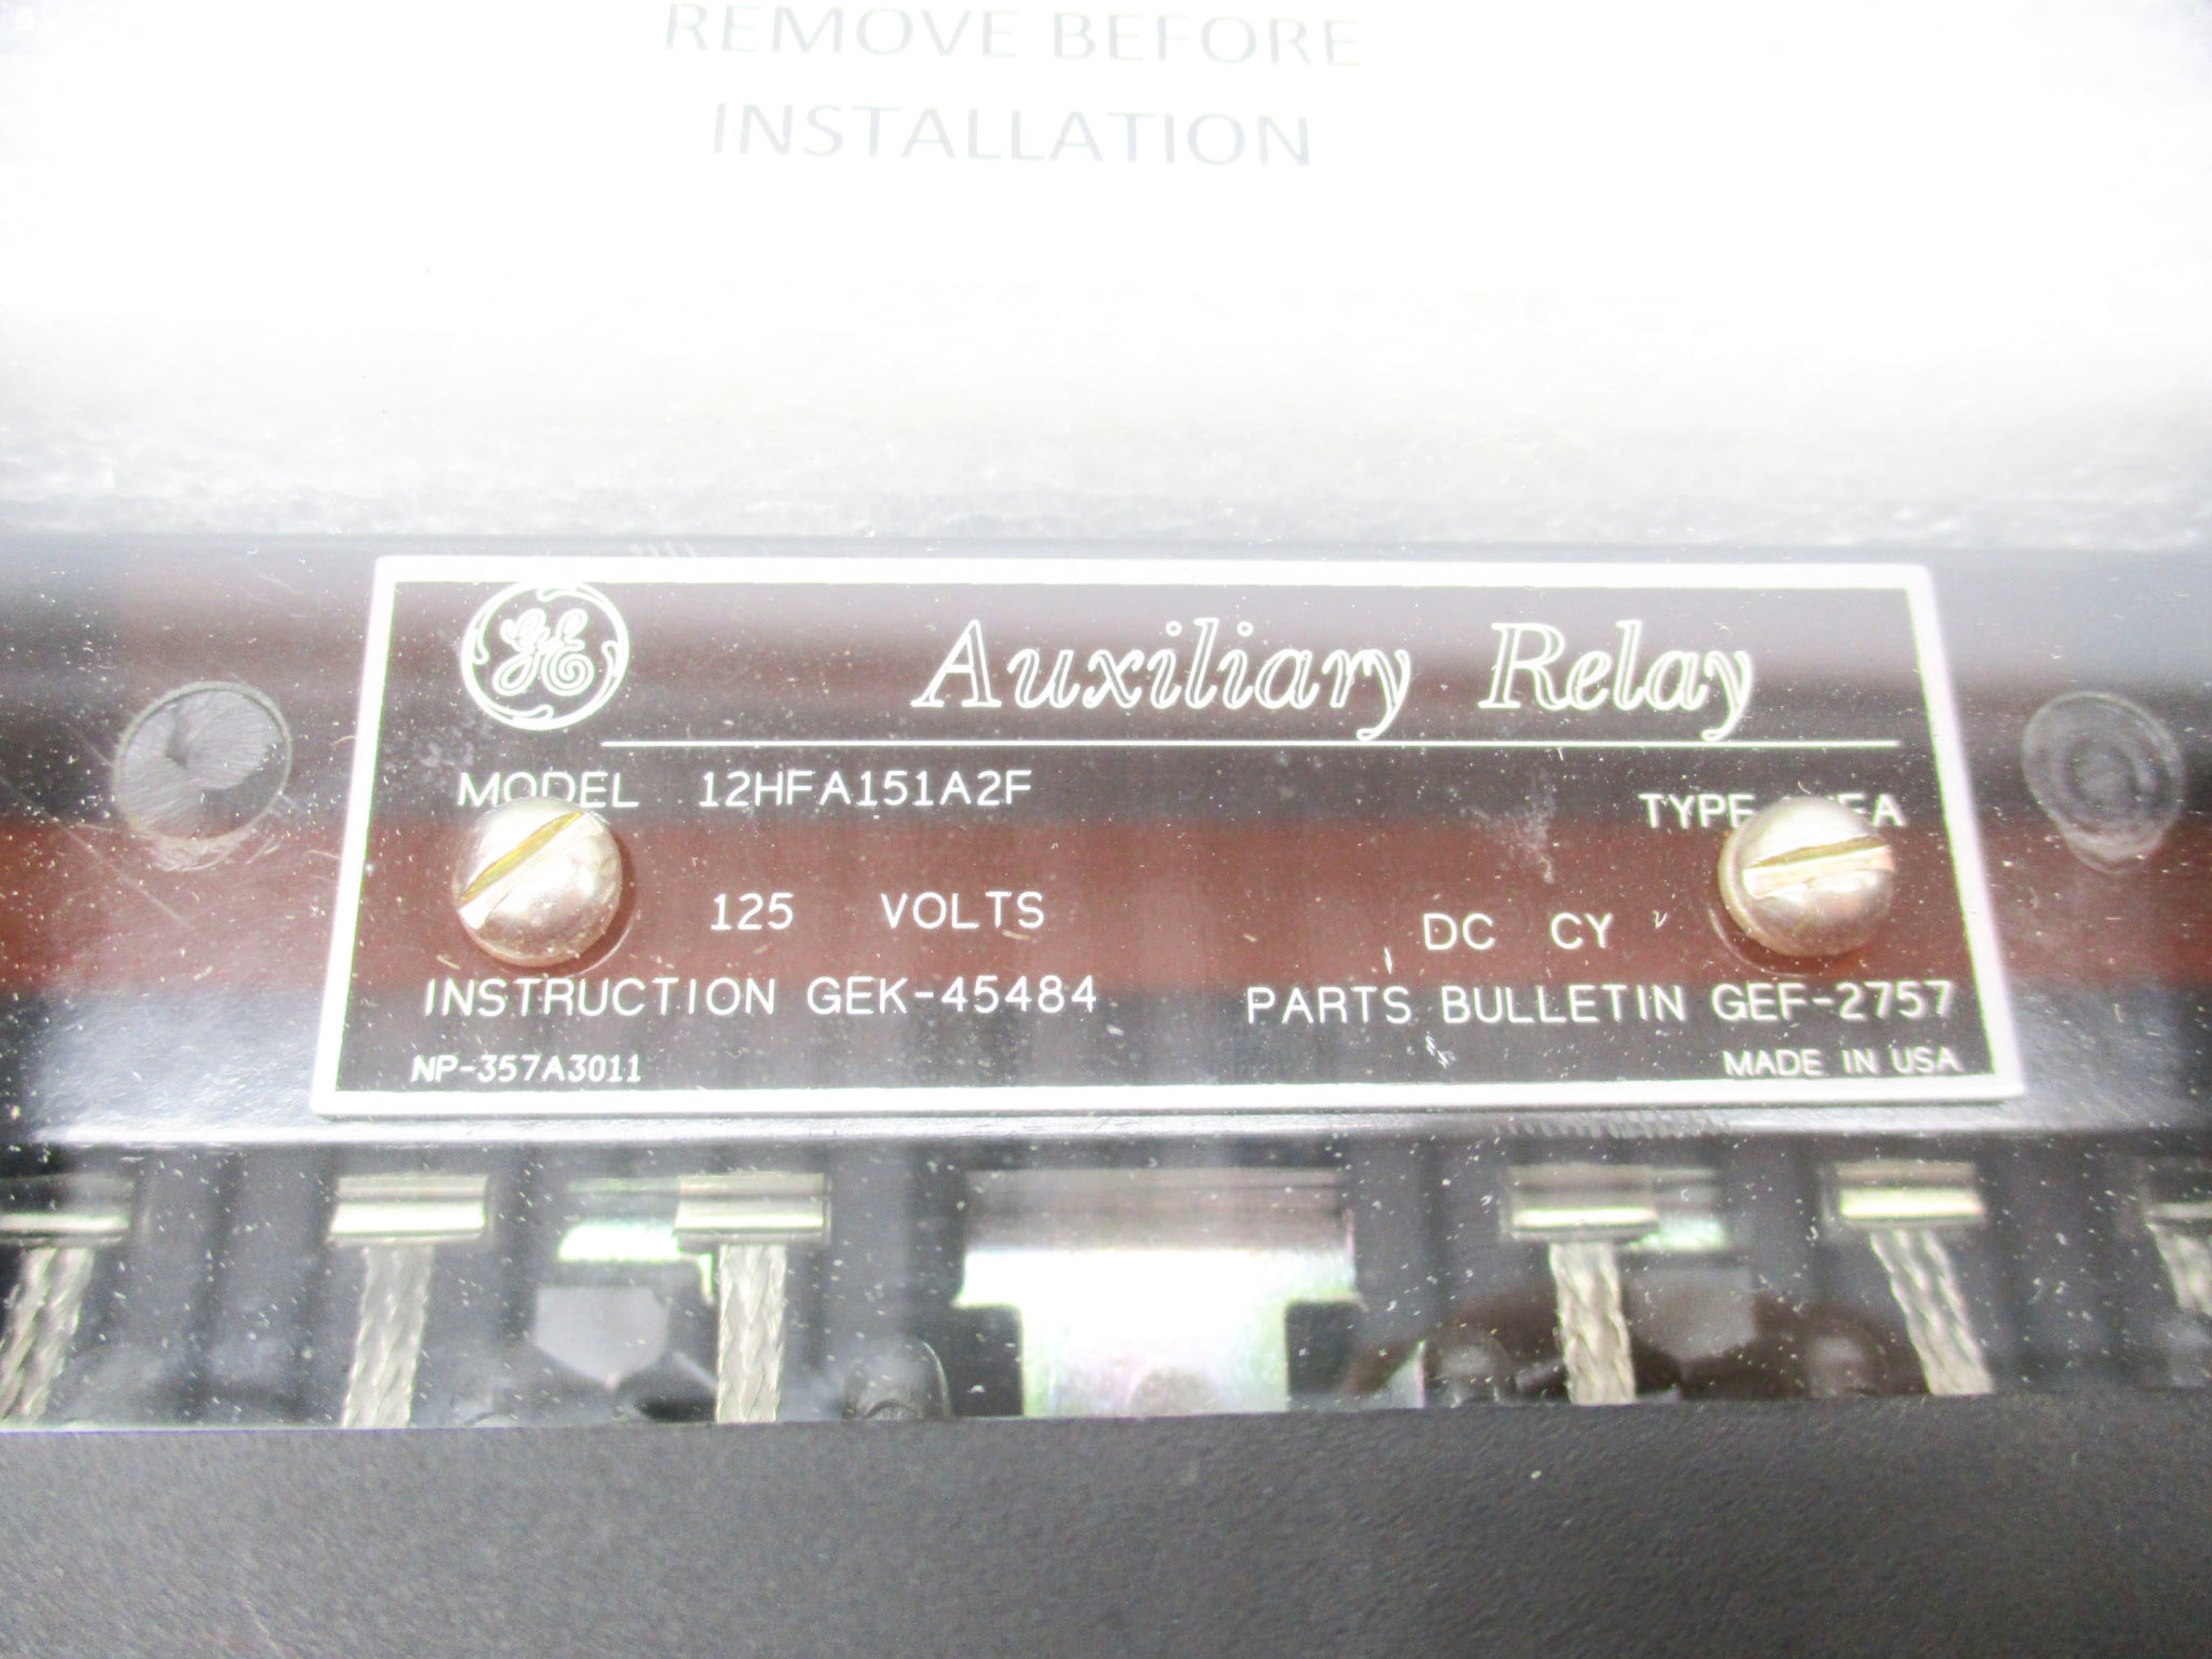 REMOVE BEFORE
INSTALLATION
GE
Auxiliary Relay
MODEL 12HFA151A2F
TYPE
125 VOLTS
DC CY
INSTRUCTION GEK-45484
PARTS BULLETIN GEF-2757
NP-357A3011
MADE IN USA